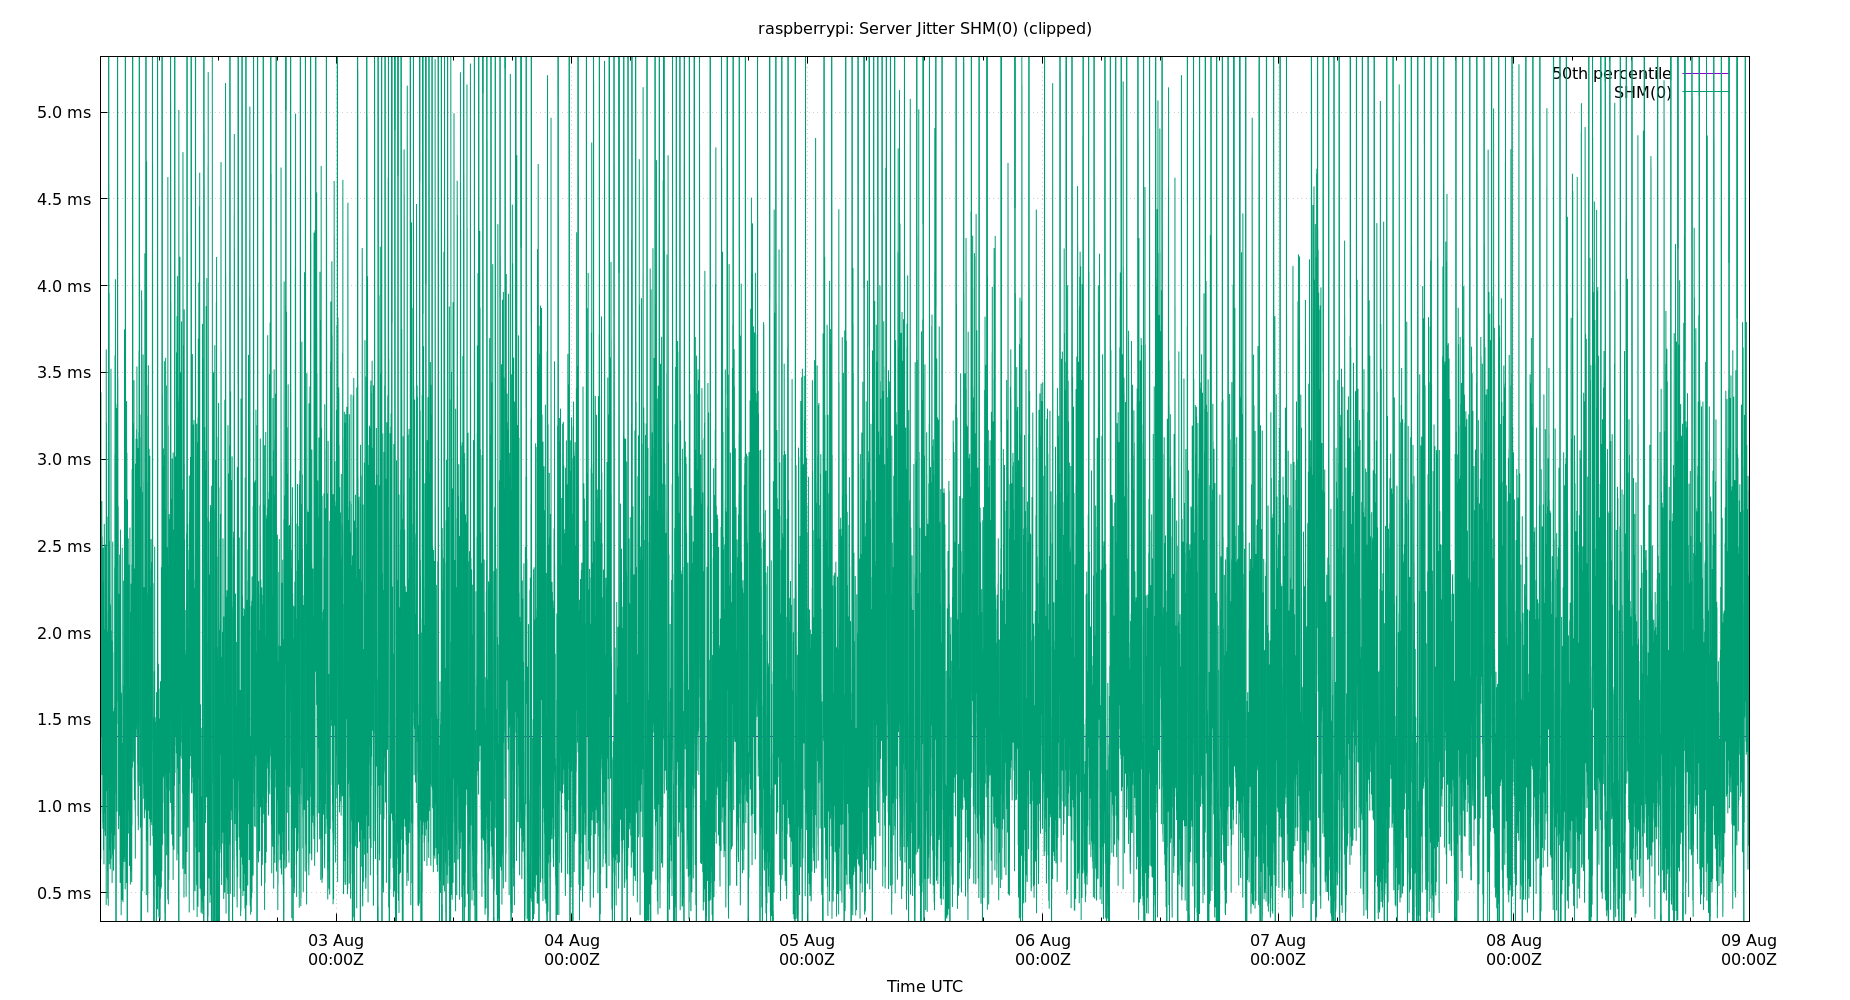 raspberrypi: Server Jitter SHM(0) (clipped)
50th percentile
SHM(0)
5.0 ms
4.5 ms
4.0 ms
3.5 ms
3.0 ms
2.5 ms
2.0 ms
1.5 ms
1.0 ms
0.5 ms
03 Aug 04 Aug 05 Aug 06 Aug 07 Aug 08 Aug 09 Aug
00:00Z 00:00Z 00:00Z 00:00Z 00:00Z 00:00Z 00:00Z
Time UTC